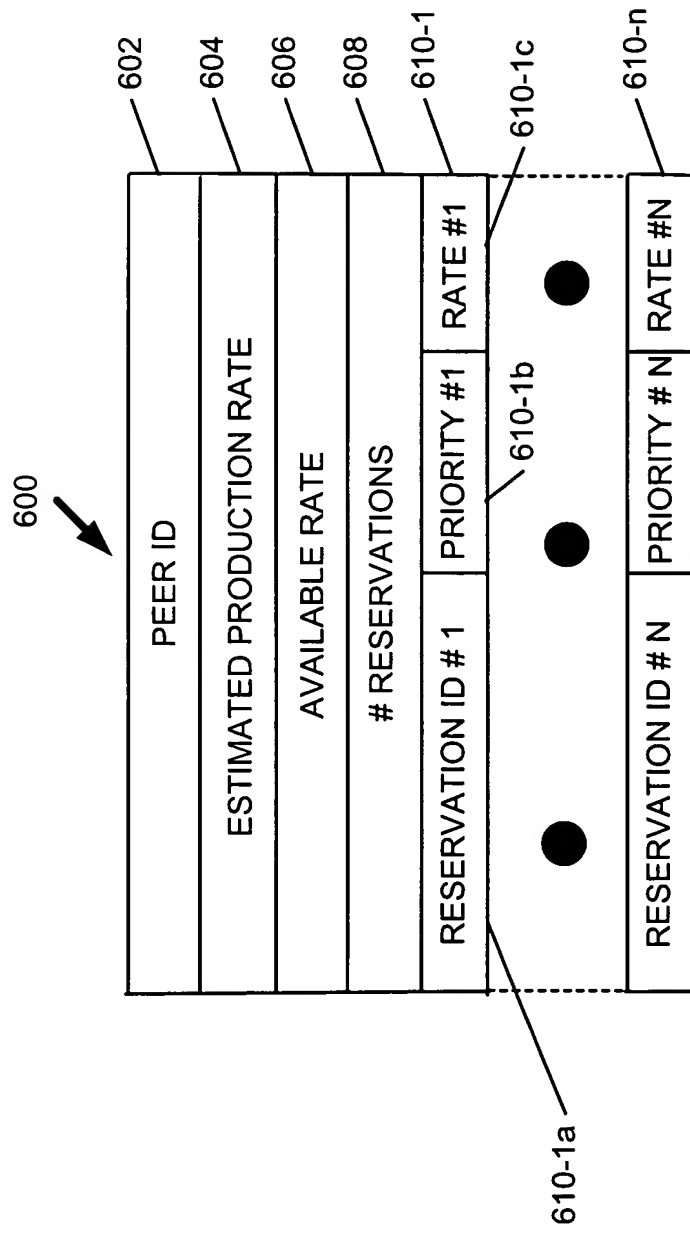 600
602
PEER ID
604
ESTIMATED PRODUCTION RATE
606
AVAILABLE RATE
608
# RESERVATIONS
610-1
RESERVATION ID # 1 PRIORITY #1 RATE #1
610-1a
610-1b
610-1c
610-n
RESERVATION ID # N PRIORITY # N RATE #N